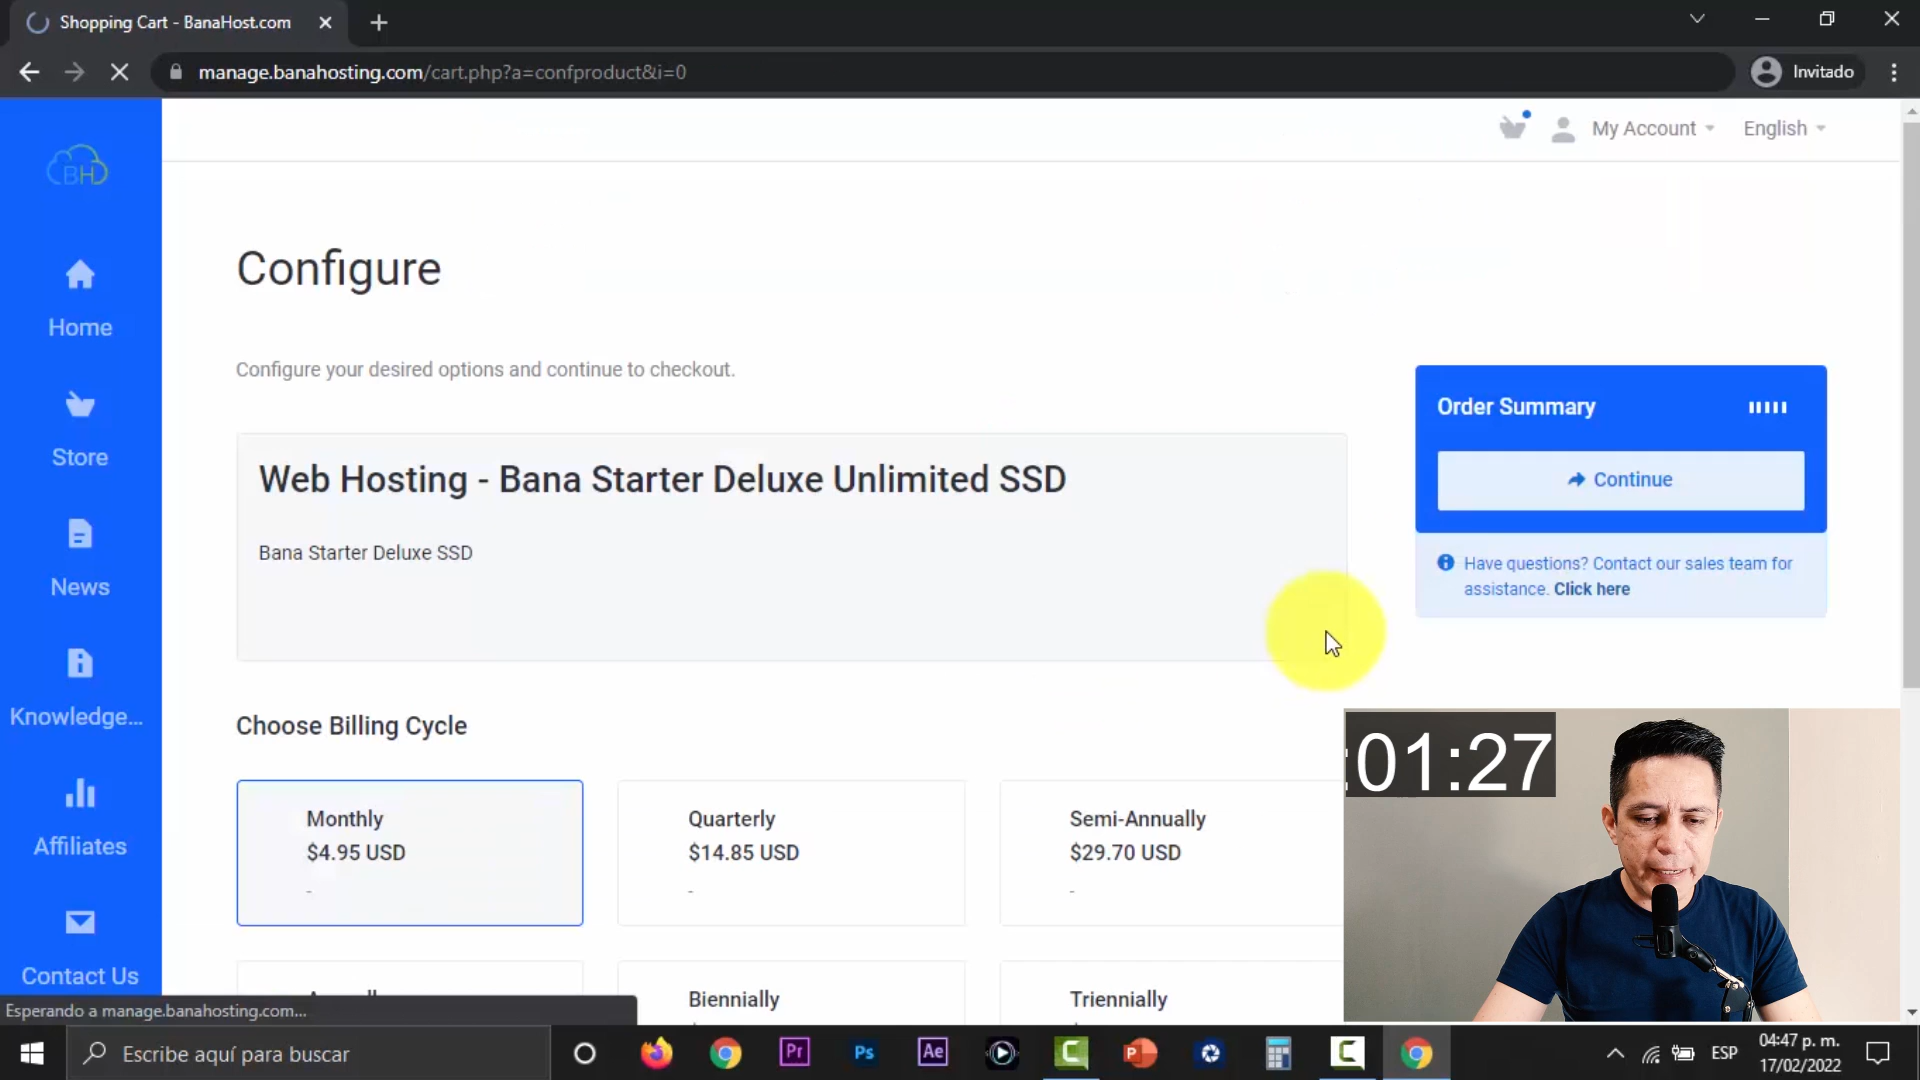 Shopping Cart - BanaHost.com
manage.banahosting.com/cart.php?a=confproduct&i=0
Invitado
BH
My Account
English
Home
Store
News
Knowledge...
Affiliates
Contact Us
Configure
Configure your desired options and continue to checkout.
Web Hosting - Bana Starter Deluxe Unlimited SSD
Bana Starter Deluxe SSD
Order Summary
Continue
Have questions? Contact our sales team for
assistance. Click here
Choose Billing Cycle
Monthly
$4.95 USD
-
Quarterly
$14.85 USD
-
Semi-Annually
$29.70 USD
-
Biennially
Triennially
:01:27
Esperando a manage.banahosting.com...
Escribe aquí para buscar
Pr
Ps
Ae
ESP
04:47 p. m.
17/02/2022